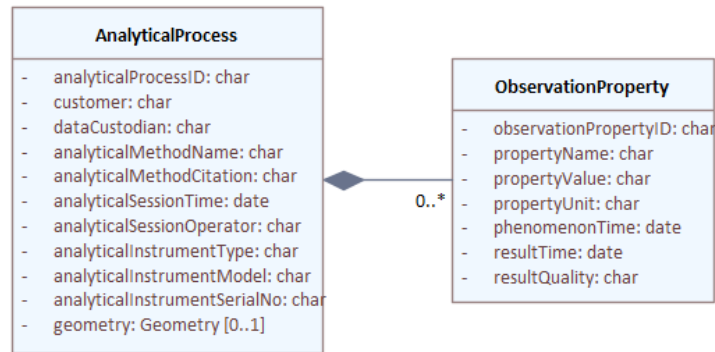 AnalyticalProcess
- analyticalProcessID: char
- customer: char
- dataCustodian: char
- analyticalMethodName: char
- analyticalMethodCitation: char
- analyticalSessionTime: date
- analyticalSessionOperator: char
- analyticalInstrumentType: char
- analyticalInstrumentModel: char
- analyticalInstrumentSerialNo: char
- geometry: Geometry [0..1]
0..*
ObservationProperty
- observationPropertyID: char
- propertyName: char
- propertyValue: char
- propertyUnit: char
- phenomenonTime: date
- resultTime: date
- resultQuality: char